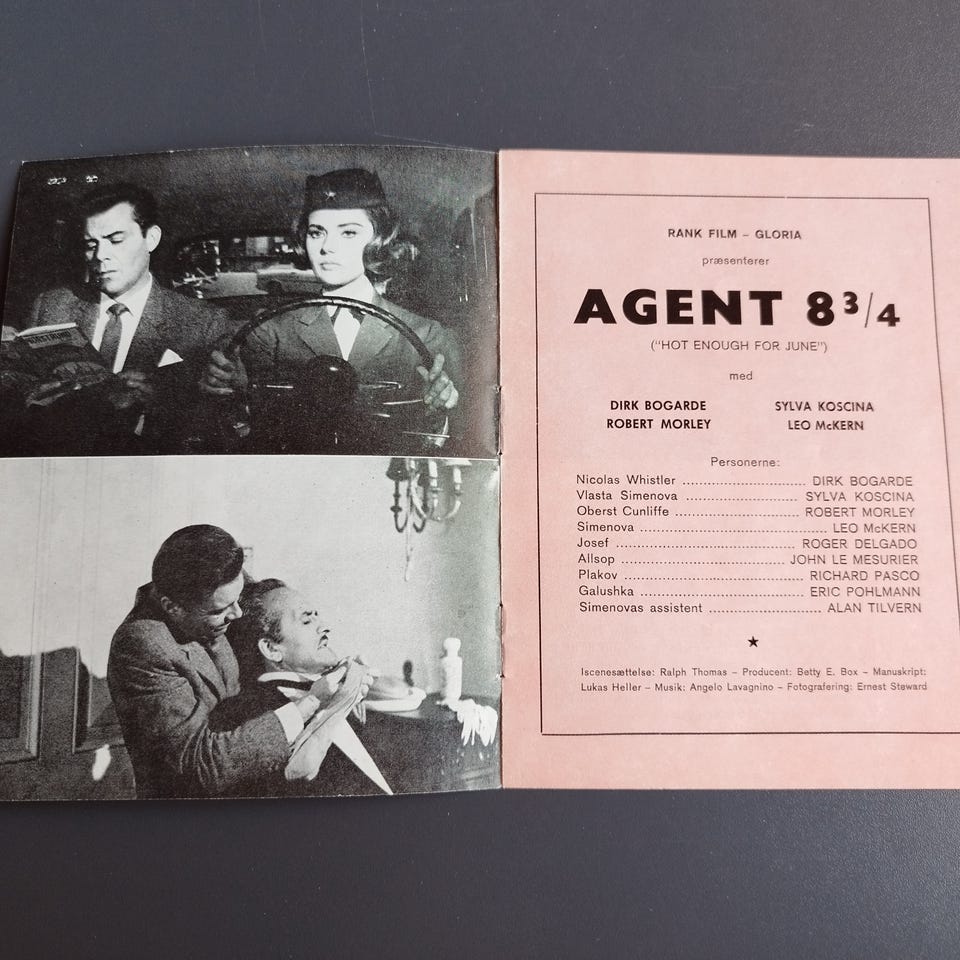 RANK FILM – GLORIA
præsenterer
AGENT 8 3/4
("HOT ENOUGH FOR JUNE")
med
DIRK BOGARDE SYLVA KOSCINA
ROBERT MORLEY LEO McKERN
Personerne:
Nicolas Whistler ........................ DIRK BOGARDE
Vlasta Simenova ........................ SYLVA KOSCINA
Oberst Cunliffe ........................ ROBERT MORLEY
Simenova ........................ LEO McKERN
Josef ........................ ROGER DELGADO
Allsop ........................ JOHN LE MESURIER
Plakov ........................ RICHARD PASCO
Galushka ........................ ERIC POHLMANN
Simenovas assistent ........................ ALAN TILVERN
★
Iscenesættelse: Ralph Thomas – Producent: Betty E. Box – Manuskript:
Lukas Heller – Musik: Angelo Lavagnino – Fotografering: Ernest Steward